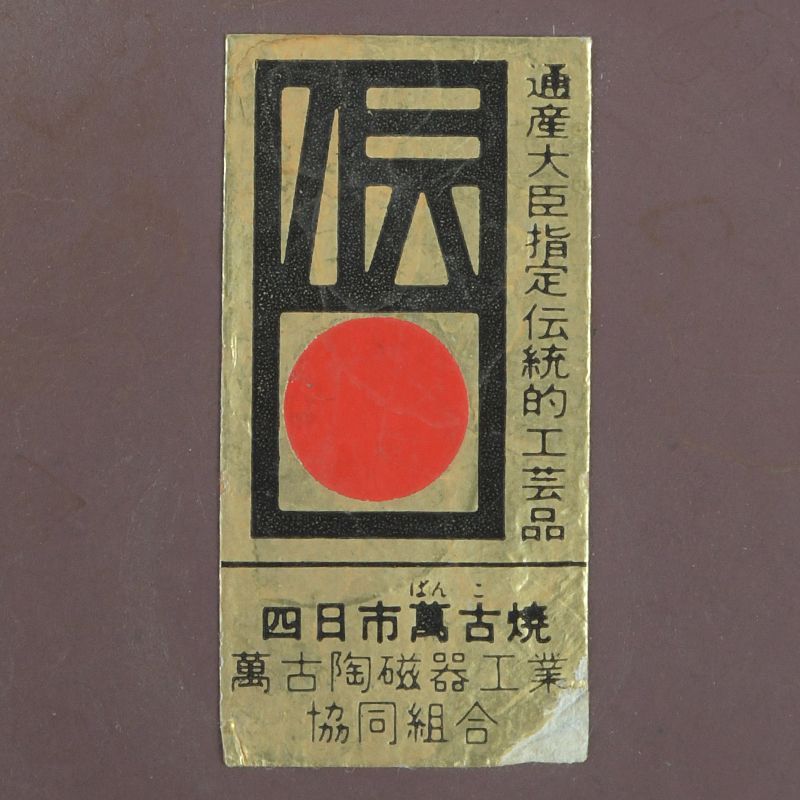 伝
通産大臣指定伝統的工芸品
ばんこ
四日市萬古焼
萬古陶磁器工業
協同組合